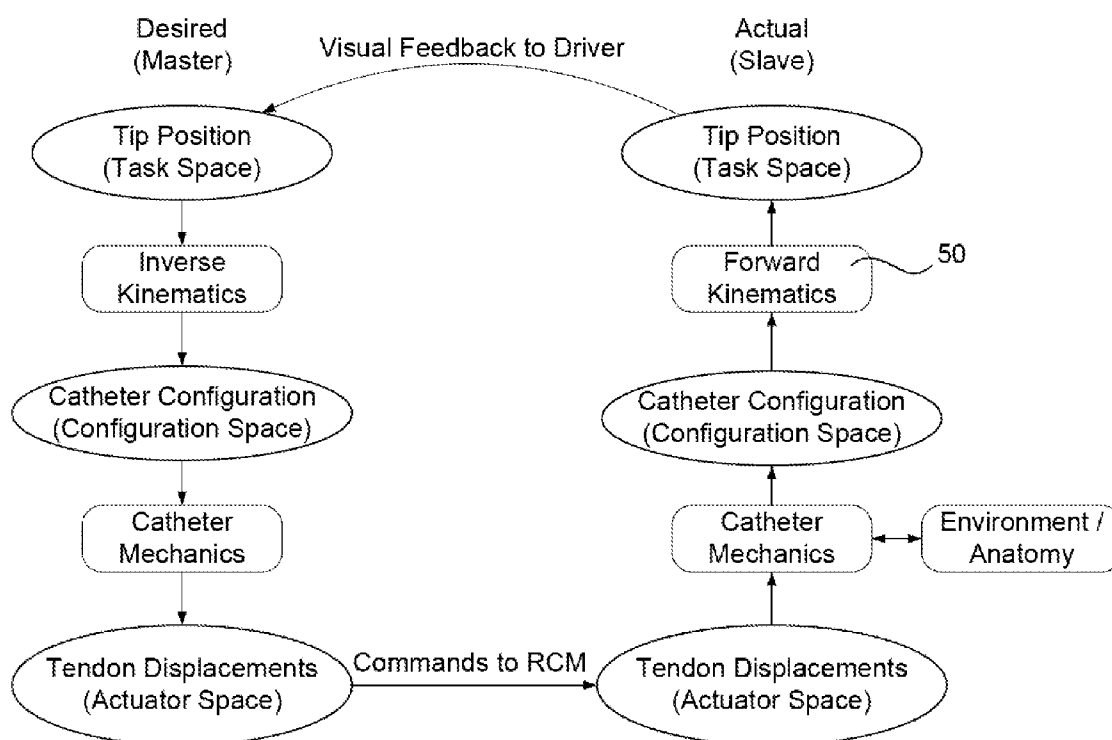 Desired
(Master)
Visual Feedback to Driver
Actual
(Slave)
Tip Position
(Task Space)
Tip Position
(Task Space)
Inverse
Kinematics
Forward
Kinematics
50
Catheter Configuration
(Configuration Space)
Catheter Configuration
(Configuration Space)
Catheter
Mechanics
Catheter
Mechanics
Environment /
Anatomy
Tendon Displacements
(Actuator Space)
Commands to RCM
Tendon Displacements
(Actuator Space)